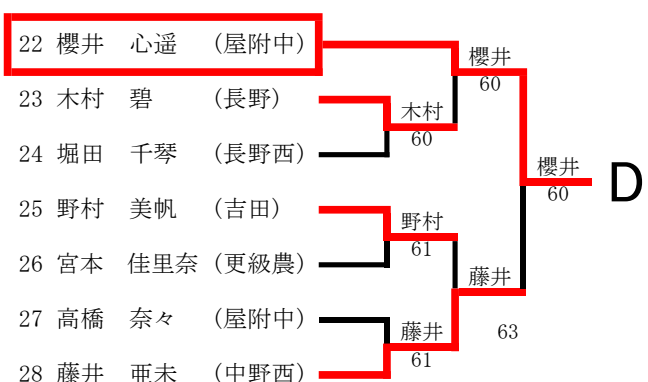 22 櫻井 心遥 (屋附中)
23 木村 碧 (長野)
24 堀田 千琴 (長野西)
25 野村 美帆 (吉田)
26 宮本 佳里奈 (更級農)
27 高橋 奈々 (屋附中)
28 藤井 亜未 (中野西)
木村
60
野村
61
藤井
61
櫻井
60
藤井
63
櫻井
60
D